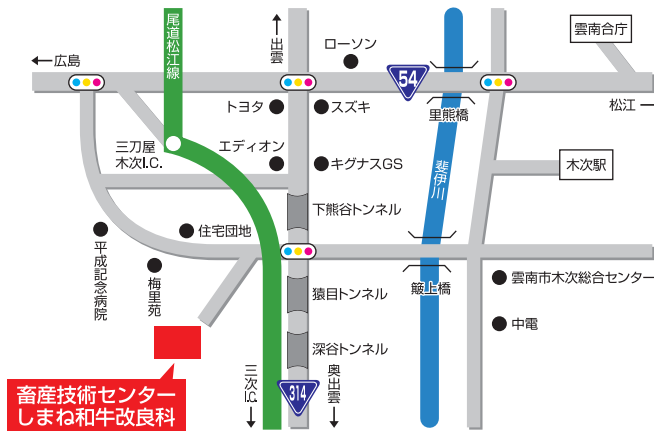 尾道松江線
出雲
ローソン
雲南合庁
広島
54
トヨタ
スズキ
里熊橋
松江
三刀屋
木次I.C.
エディオン
キグナスGS
斐伊川
木次駅
下熊谷トンネル
住宅団地
平成記念病院
梅里苑
猿目トンネル
簸上橋
雲南市木次総合センター
中電
深谷トンネル
畜産技術センター
しまね和牛改良科
三次I.C.
314
奥出雲